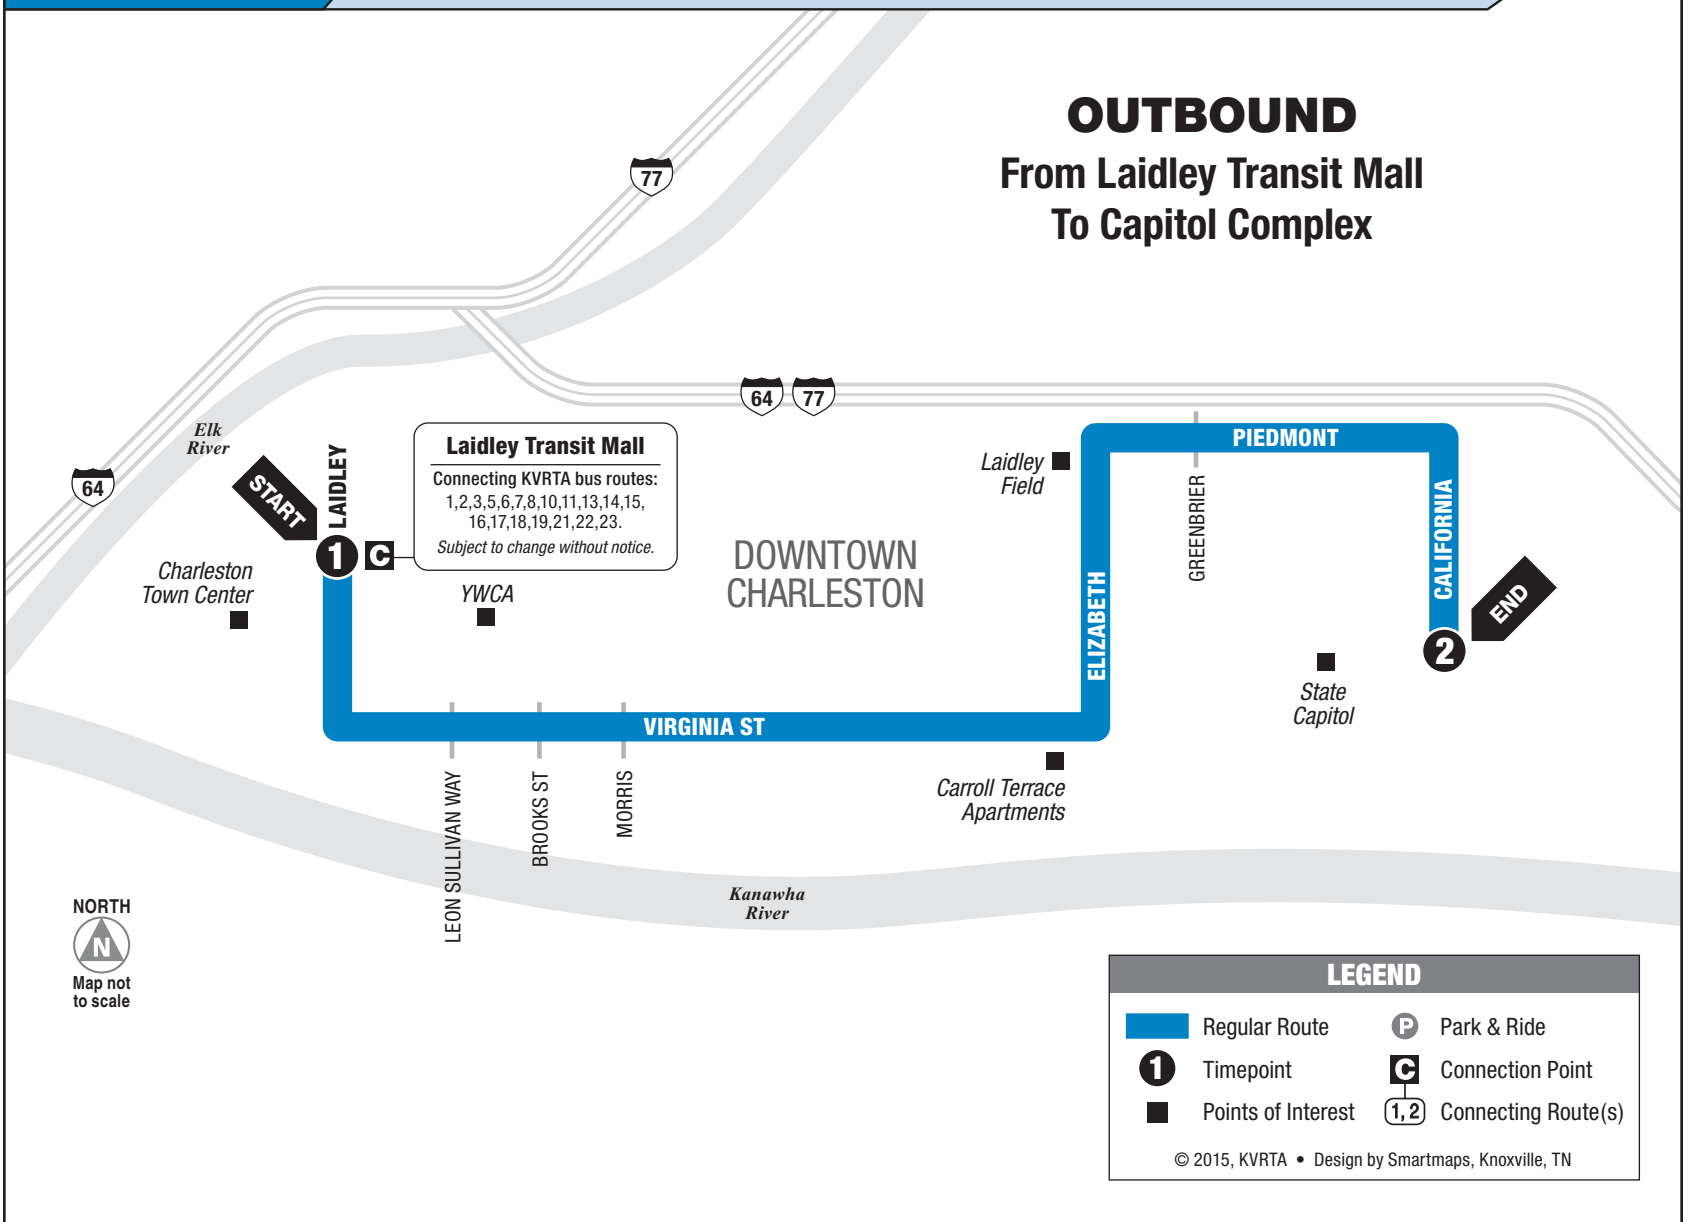 OUTBOUND
From Laidley Transit Mall
To Capitol Complex
77
64
77
Elk
River
64
START
LAIDLEY
1
C
Laidley Transit Mall
Connecting KVRTA bus routes:
1,2,3,5,6,7,8,10,11,13,14,15,
16,17,18,19,21,22,23.
Subject to change without notice.
Charleston
Town Center
YWCA
DOWNTOWN
CHARLESTON
Laidley
Field
PIEDMONT
GREENBRIER
CALIFORNIA
ELIZABETH
END
2
State
Capitol
VIRGINIA ST
LEON SULLIVAN WAY
BROOKS ST
MORRIS
Carroll Terrace
Apartments
Kanawha
River
NORTH
N
Map not
to scale
LEGEND
Regular Route
P Park & Ride
1 Timepoint
C Connection Point
Points of Interest
1, 2 Connecting Route(s)
© 2015, KVRTA • Design by Smartmaps, Knoxville, TN